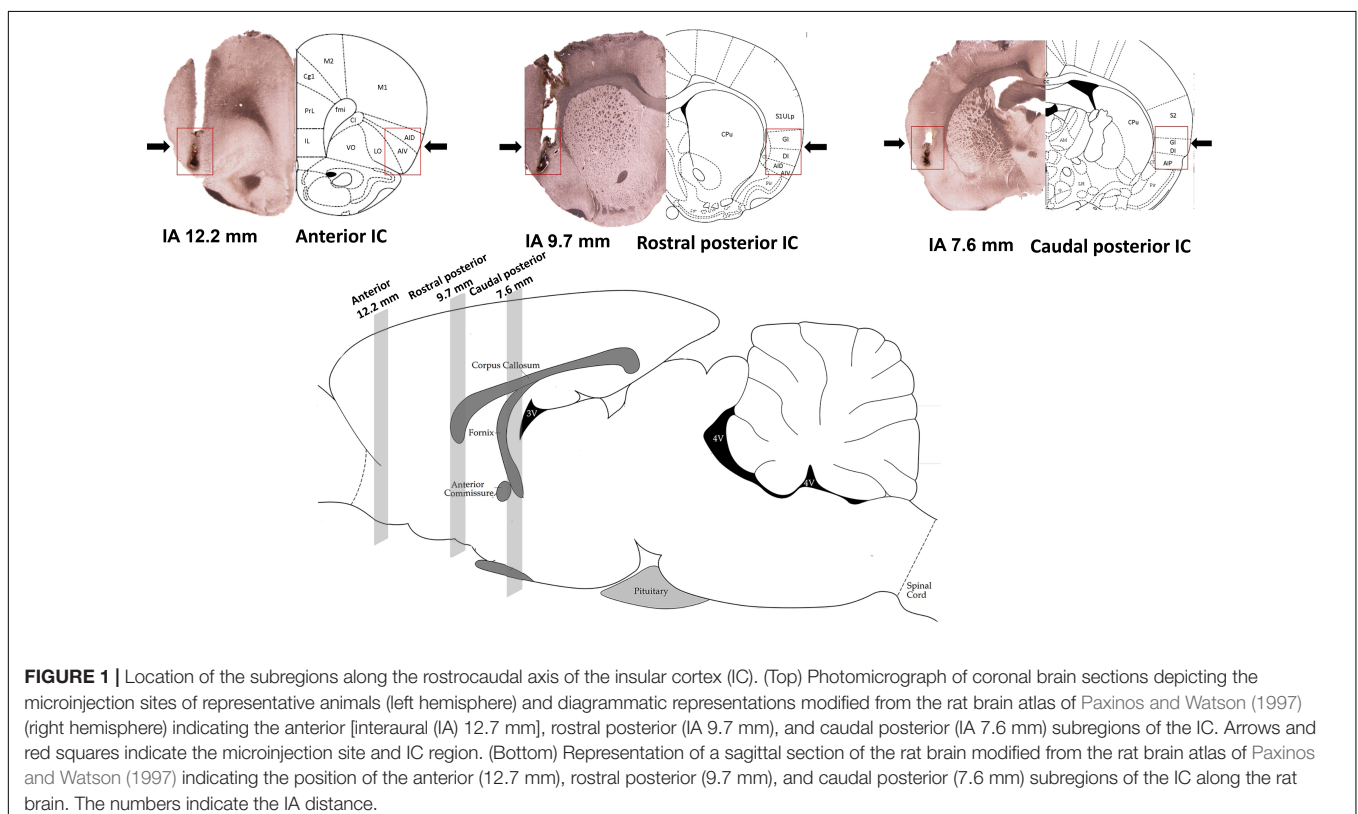 M2
Cg1
M1
PrL
fmi
Cl
IL
VO
LO
AID
AIV
IA 12.2 mm
Anterior IC
CPu
S1ULp
GI
DI
AID
AIV
Pir
IA 9.7 mm
Rostral posterior IC
CPu
S2
GI
DI
AIP
Pir
IA 7.6 mm
Caudal posterior IC
Anterior
12.2 mm
Rostral posterior
9.7 mm
Caudal posterior
7.6 mm
Corpus Callosum
3V
Fornix
Anterior
Commissure
4V
4V
Pituitary
Spinal
Cord
FIGURE 1 | Location of the subregions along the rostrocaudal axis of the insular cortex (IC). (Top) Photomicrograph of coronal brain sections depicting the
microinjection sites of representative animals (left hemisphere) and diagrammatic representations modified from the rat brain atlas of Paxinos and Watson (1997)
(right hemisphere) indicating the anterior [interaural (IA) 12.7 mm], rostral posterior (IA 9.7 mm), and caudal posterior (IA 7.6 mm) subregions of the IC. Arrows and
red squares indicate the microinjection site and IC region. (Bottom) Representation of a sagittal section of the rat brain modified from the rat brain atlas of Paxinos
and Watson (1997) indicating the position of the anterior (12.7 mm), rostral posterior (9.7 mm), and caudal posterior (7.6 mm) subregions of the IC along the rat
brain. The numbers indicate the IA distance.